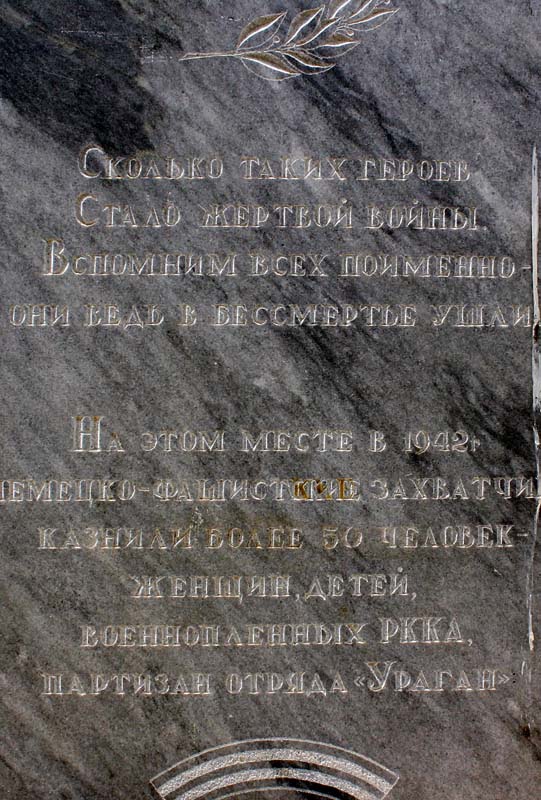 Сколько таких героев
Стало жертвой войны.
Вспомним всех поименно-
они ведь в бессмертье ушли
На этом месте в 1942г
немецко-фашистские захватчи
казнили более 50 человек-
женщин, детей,
военнопленных РККА,
партизан отряда «Ураган»